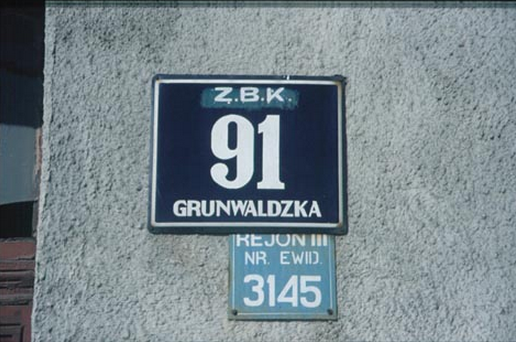 Z.B.K.
91
GRUNWALDZKA
REJON III
NR. EWID.
3145